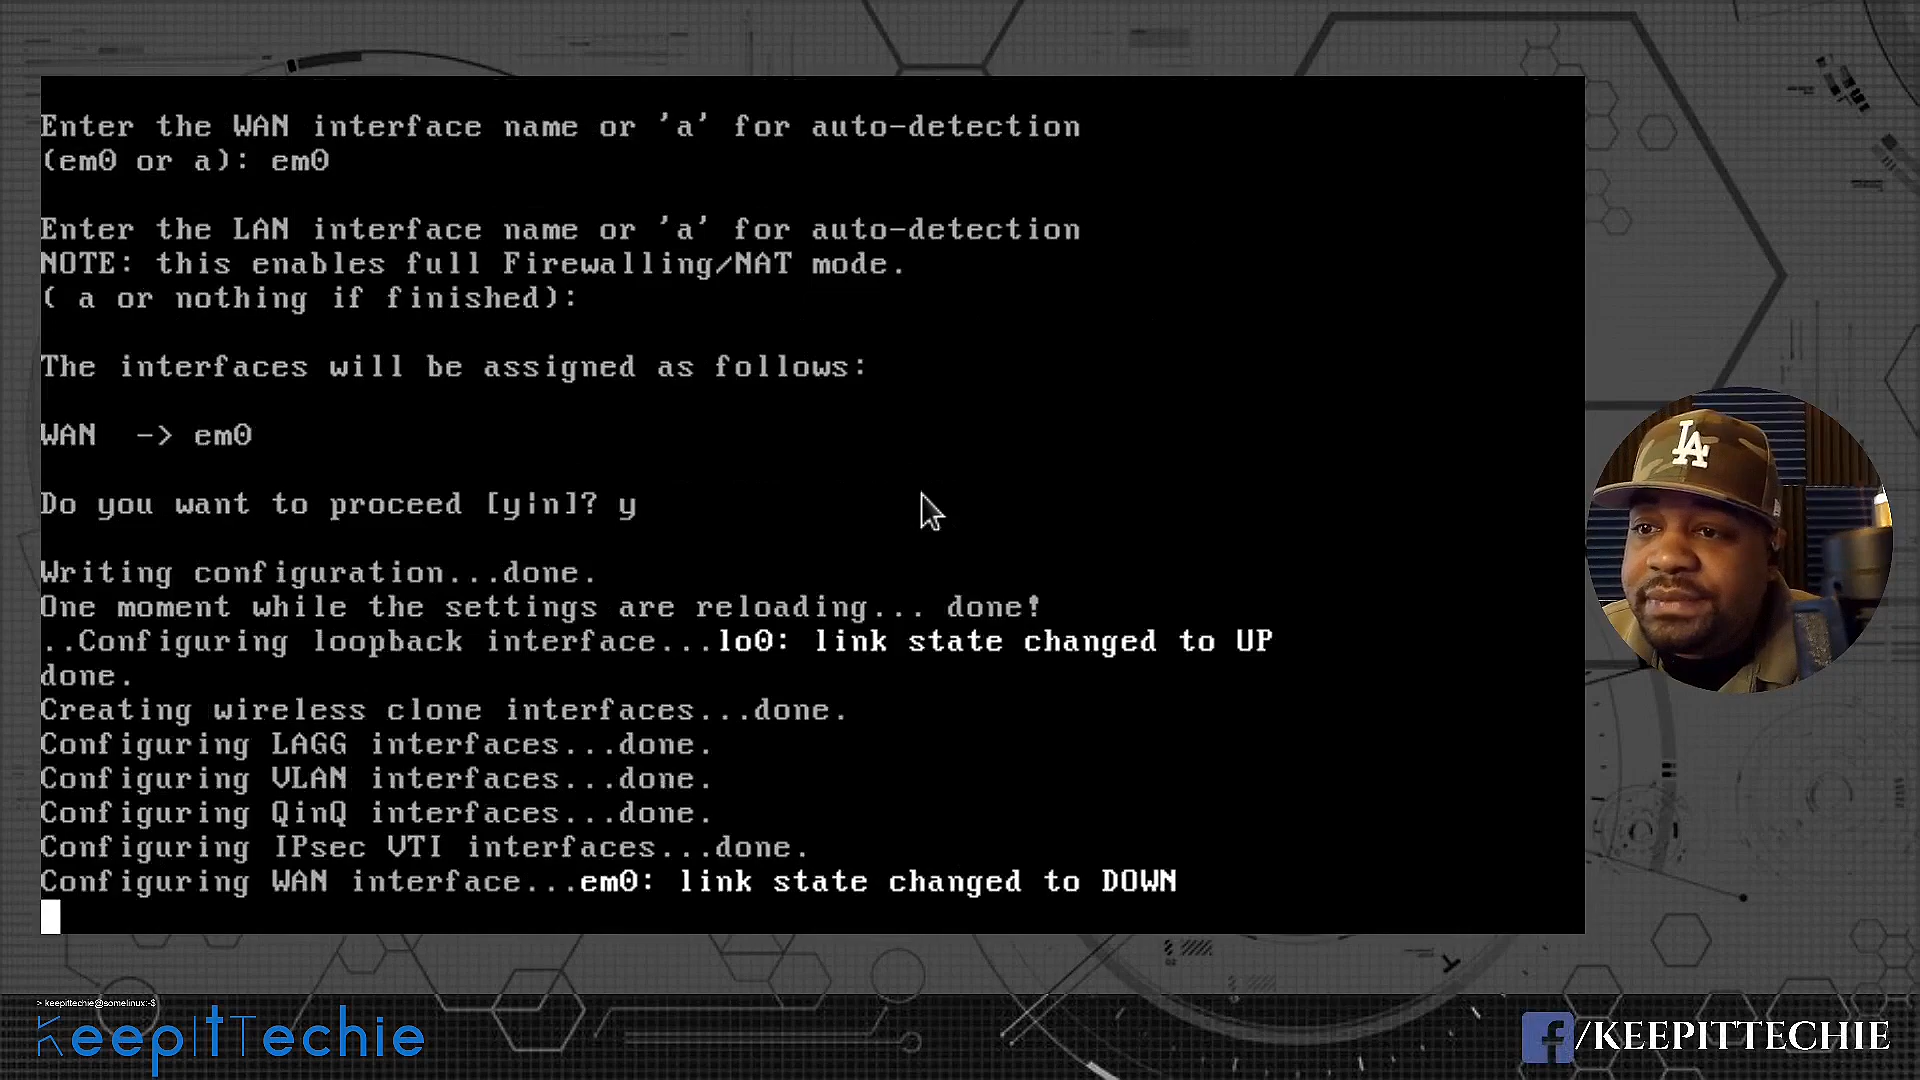 Enter the WAN interface name or 'a' for auto-detection
(em0 or a): em0
Enter the LAN interface name or 'a' for auto-detection
NOTE: this enables full Firewalling/NAT mode.
( a or nothing if finished):
The interfaces will be assigned as follows:
WAN  -> em0
Do you want to proceed [y|n]? y
Writing configuration...done.
One moment while the settings are reloading... done!
..Configuring loopback interface...lo0: link state changed to UP
done.
Creating wireless clone interfaces...done.
Configuring LAGG interfaces...done.
Configuring VLAN interfaces...done.
Configuring QinQ interfaces...done.
Configuring IPsec VTI interfaces...done.
Configuring WAN interface...em0: link state changed to DOWN
LA
> keepittechie@somelinux:~$
KeepItTechie
f/KEEPITTECHIE